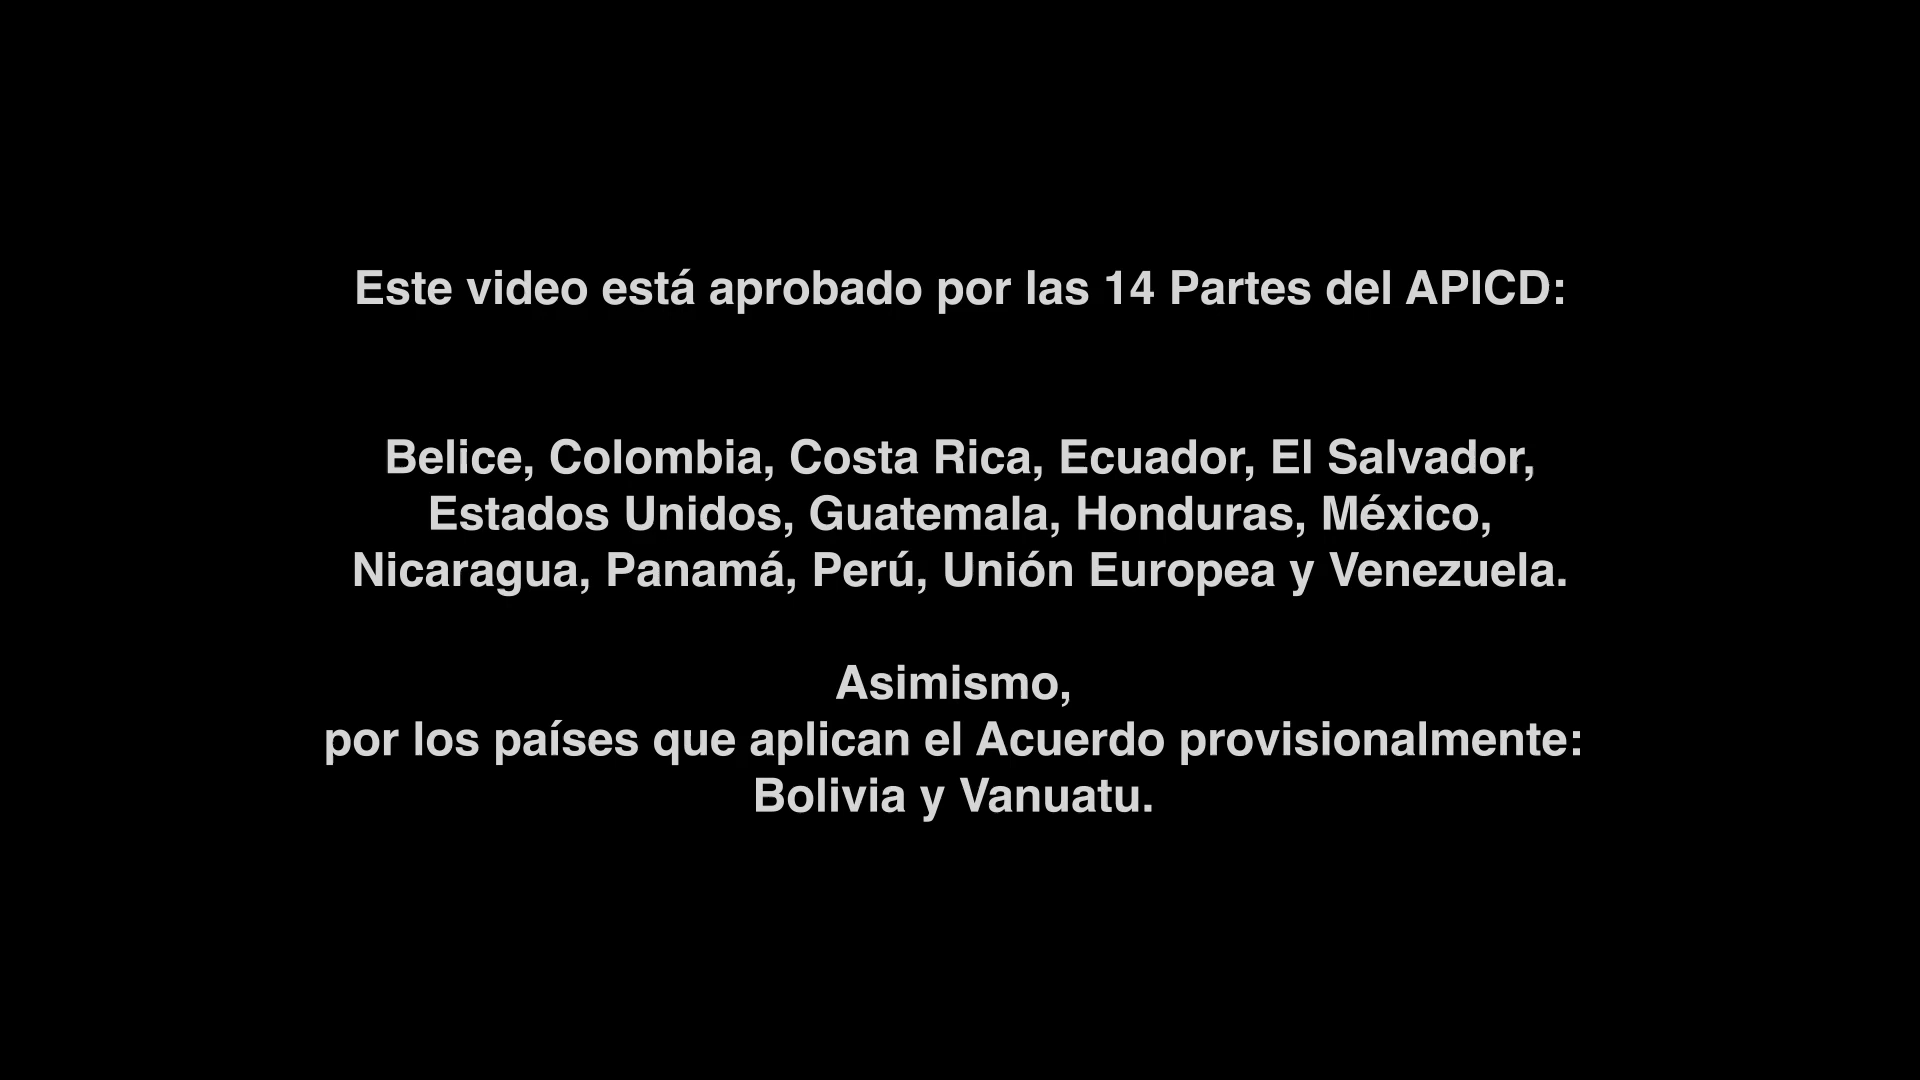 Este video está aprobado por las 14 Partes del APICD:
Belice, Colombia, Costa Rica, Ecuador, El Salvador,
Estados Unidos, Guatemala, Honduras, México,
Nicaragua, Panamá, Perú, Unión Europea y Venezuela.
Asimismo,
por los países que aplican el Acuerdo provisionalmente:
Bolivia y Vanuatu.